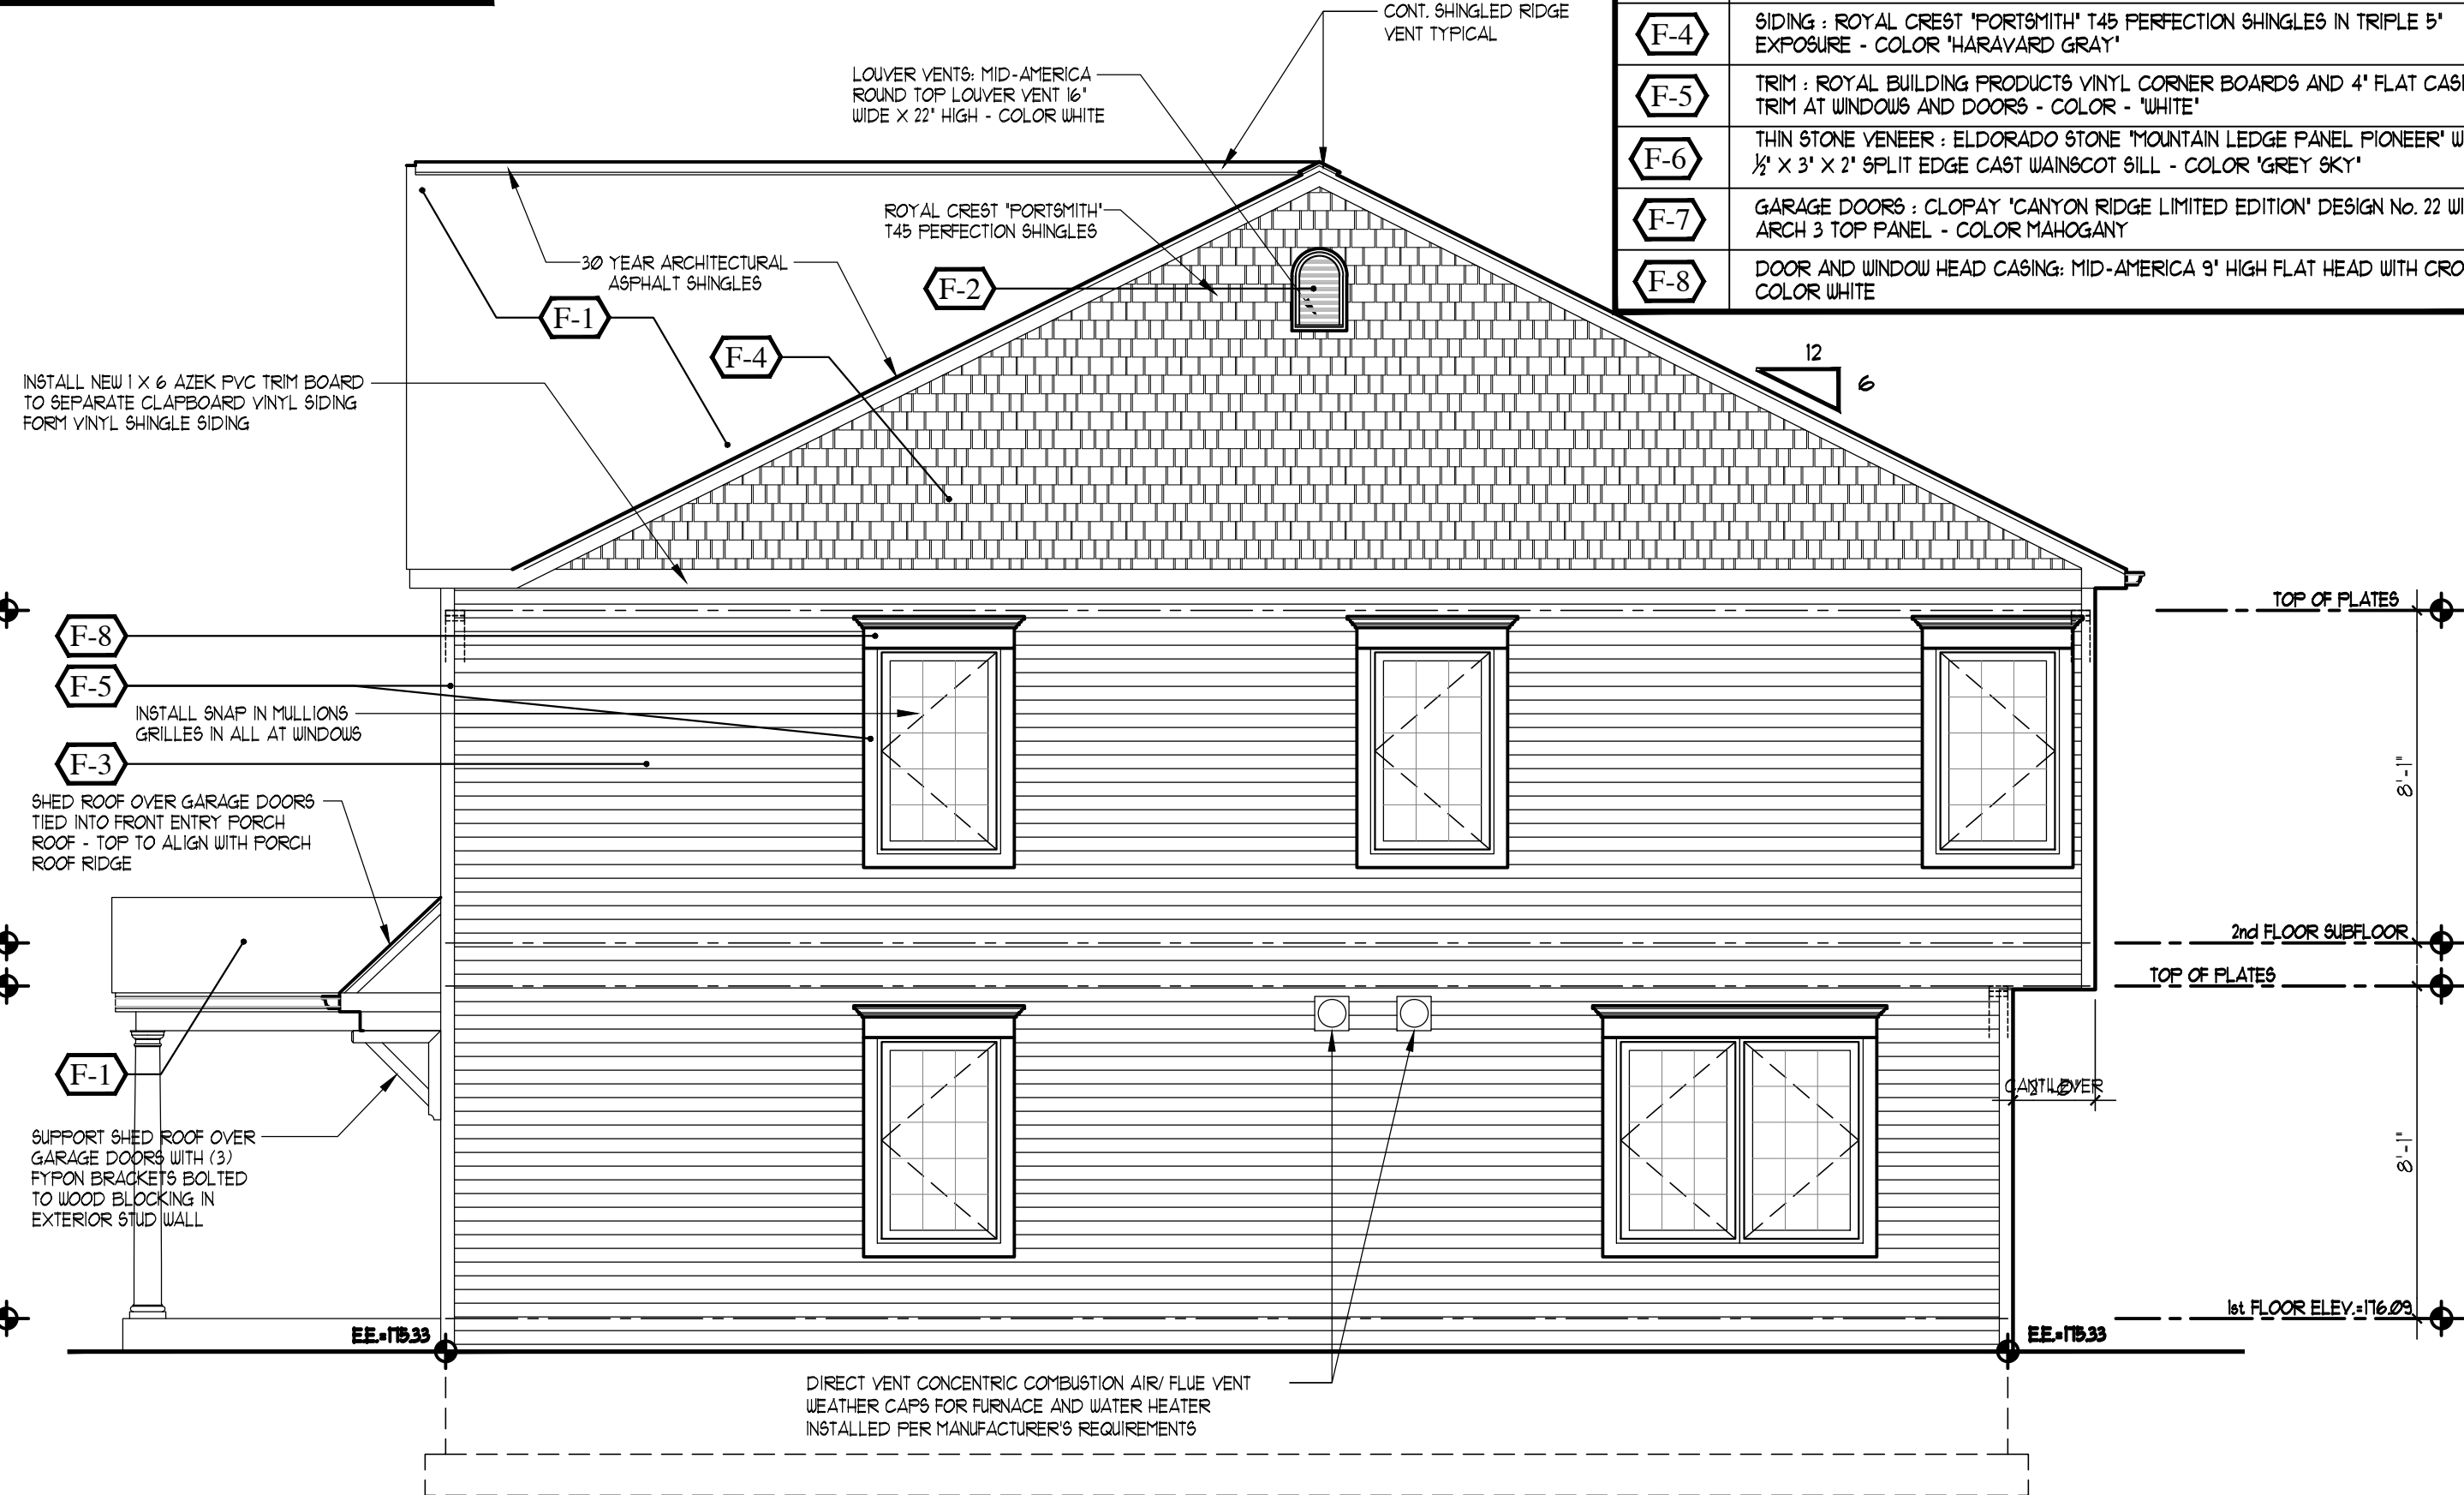 CONT. SHINGLED RIDGE
VENT TYPICAL
LOUVER VENTS: MID-AMERICA
ROUND TOP LOUVER VENT 16"
WIDE X 22" HIGH - COLOR WHITE
F-4
SIDING : ROYAL CREST "PORTSMITH" T45 PERFECTION SHINGLES IN TRIPLE 5"
EXPOSURE - COLOR "HARAVARD GRAY"
F-5
TRIM : ROYAL BUILDING PRODUCTS VINYL CORNER BOARDS AND 4" FLAT CASI
TRIM AT WINDOWS AND DOORS - COLOR - "WHITE"
F-6
THIN STONE VENEER : ELDORADO STONE "MOUNTAIN LEDGE PANEL PIONEER" W
½" X 3" X 2" SPLIT EDGE CAST WAINSCOT SILL - COLOR "GREY SKY"
F-7
GARAGE DOORS : CLOPAY "CANYON RIDGE LIMITED EDITION" DESIGN No. 22 WI
ARCH 3 TOP PANEL - COLOR MAHOGANY
F-8
DOOR AND WINDOW HEAD CASING: MID-AMERICA 9" HIGH FLAT HEAD WITH CRO
COLOR WHITE
ROYAL CREST "PORTSMITH"
T45 PERFECTION SHINGLES
30 YEAR ARCHITECTURAL
ASPHALT SHINGLES
F-2
F-1
F-4
12
6
INSTALL NEW 1 X 6 AZEK PVC TRIM BOARD
TO SEPARATE CLAPBOARD VINYL SIDING
FORM VINYL SHINGLE SIDING
TOP OF PLATES
F-8
F-5
INSTALL SNAP IN MULLIONS
GRILLES IN ALL AT WINDOWS
F-3
8'-1"
SHED ROOF OVER GARAGE DOORS
TIED INTO FRONT ENTRY PORCH
ROOF - TOP TO ALIGN WITH PORCH
ROOF RIDGE
2nd FLOOR SUBFLOOR
TOP OF PLATES
F-1
CANTILEVER
8'-1"
SUPPORT SHED ROOF OVER
GARAGE DOORS WITH (3)
FYPON BRACKETS BOLTED
TO WOOD BLOCKING IN
EXTERIOR STUD WALL
1st FLOOR ELEV.=176.09
E.E.=175.33
E.E.=175.33
DIRECT VENT CONCENTRIC COMBUSTION AIR/ FLUE VENT
WEATHER CAPS FOR FURNACE AND WATER HEATER
INSTALLED PER MANUFACTURER'S REQUIREMENTS